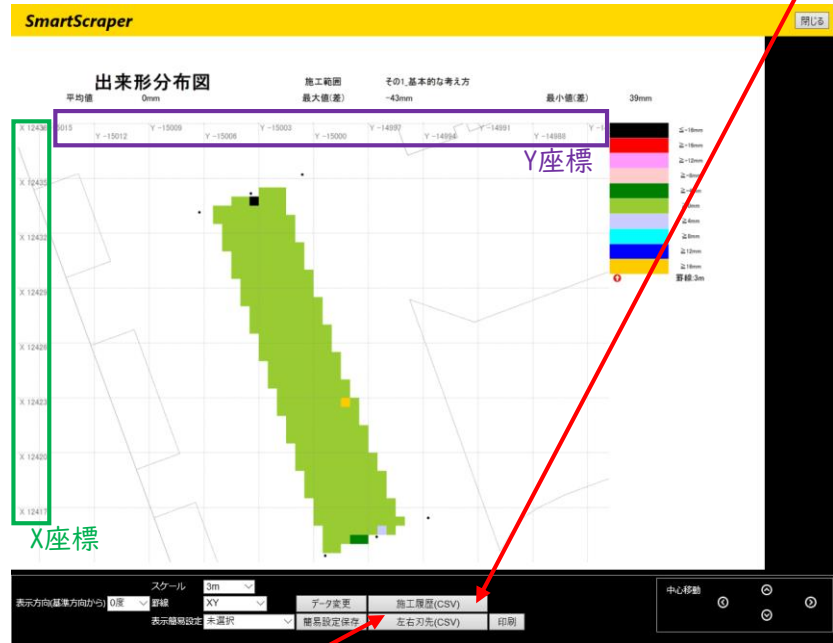 SmartScraper
閉じる
出来形分布図 施工範囲 その1_基本的な考え方
平均値 0mm 最大値(差) -43mm 最小値(差) 39mm
X 12438 Y -15012 Y -15009 Y -15006 Y -15003 Y -15000 Y -14997 Y -14994 Y -14991 Y -14988
Y座標
≦-16mm
≧-16mm
≧-12mm
≧-8mm
≧-4mm
≧0mm
≧4mm
≧8mm
≧12mm
≧16mm
罫線:3m
X 12435
X 12432
X 12429
X 12426
X 12423
X 12420
X 12417
X座標
スケール 3m
表示方向(基準方向から) 0度 罫線 XY データ変更 施工履歴(CSV)
表示簡易設定 未選択 簡易設定保存 左右刃先(CSV) 印刷
中心移動